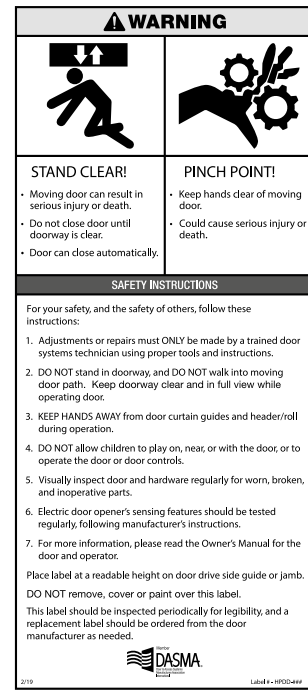 WARNING
STAND CLEAR!
• Moving door can result in
serious injury or death.
• Do not close door until
doorway is clear.
• Door can close automatically.
PINCH POINT!
• Keep hands clear of moving
door.
• Could cause serious injury or
death.
SAFETY INSTRUCTIONS
For your safety, and the safety of others, follow these
instructions:
1. Adjustments or repairs must ONLY be made by a trained door
systems technician using proper tools and instructions.
2. DO NOT stand in doorway, and DO NOT walk into moving
door path. Keep doorway clear and in full view while
operating door.
3. KEEP HANDS AWAY from door curtain guides and header/roll
during operation.
4. DO NOT allow children to play on, near, or with the door, or to
operate the door or door controls.
5. Visually inspect door and hardware regularly for worn, broken,
and inoperative parts.
6. Electric door opener's sensing features should be tested
regularly, following manufacturer's instructions.
7. For more information, please read the Owner's Manual for the
door and operator.
Place label at a readable height on door drive side guide or jamb.
DO NOT remove, cover or paint over this label.
This label should be inspected periodically for legibility, and a
replacement label should be ordered from the door
manufacturer as needed.
Member
DASMA
2/19
Label # - HPDD-###